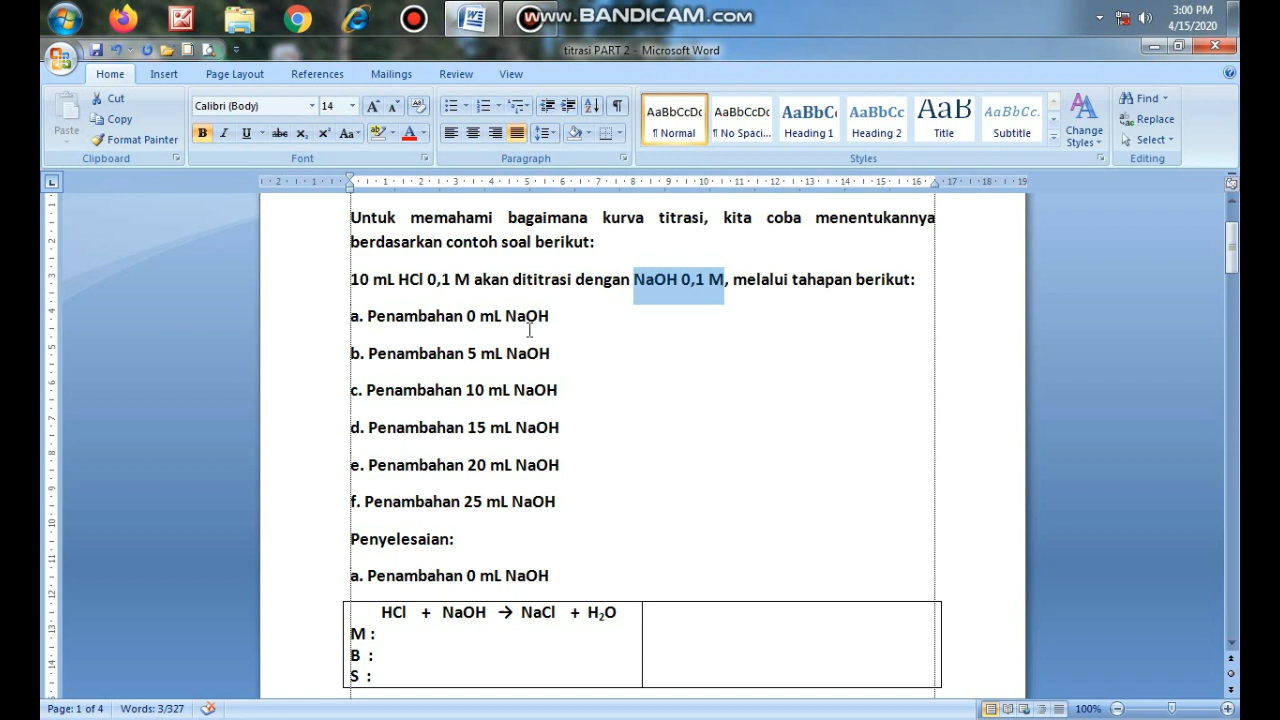 www.BANDICAM.com
3:00 PM
4/15/2020
titrasi PART 2 - Microsoft Word
Home Insert Page Layout References Mailings Review View
Paste
Cut
Copy
Format Painter
Clipboard
Calibri (Body) 14
Font
Paragraph
AaBbCcDc AaBbCcDc AaBbC AaBbCc AaB AaBbCc
¶ Normal ¶ No Spaci... Heading 1 Heading 2 Title Subtitle
Change
Styles
Styles
Find
Replace
Select
Editing
Untuk memahami bagaimana kurva titrasi, kita coba menentukannya
berdasarkan contoh soal berikut:
10 mL HCl 0,1 M akan dititrasi dengan NaOH 0,1 M, melalui tahapan berikut:
a. Penambahan 0 mL NaOH
b. Penambahan 5 mL NaOH
c. Penambahan 10 mL NaOH
d. Penambahan 15 mL NaOH
e. Penambahan 20 mL NaOH
f. Penambahan 25 mL NaOH
Penyelesaian:
a. Penambahan 0 mL NaOH
HCl + NaOH → NaCl + H₂O
M :
B :
S :
Page: 1 of 4 Words: 3/327 100%